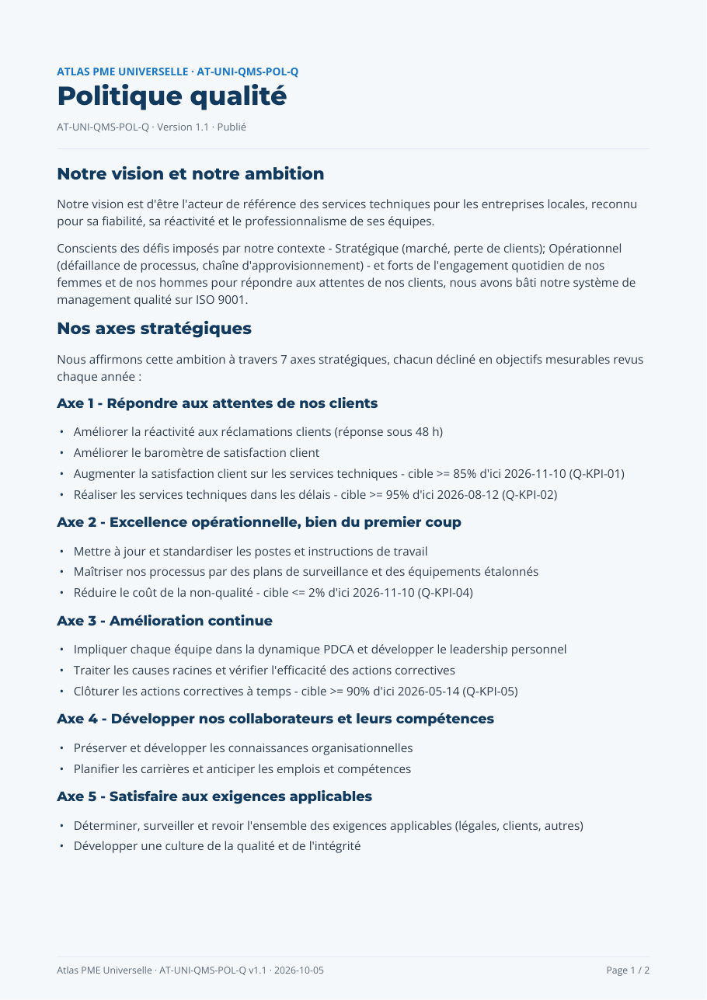 ATLAS PME UNIVERSELLE · AT-UNI-QMS-POL-Q
Politique qualité
AT-UNI-QMS-POL-Q · Version 1.1 · Publié
Notre vision et notre ambition
Notre vision est d'être l'acteur de référence des services techniques pour les entreprises locales, reconnu
pour sa fiabilité, sa réactivité et le professionnalisme de ses équipes.
Conscients des défis imposés par notre contexte - Stratégique (marché, perte de clients); Opérationnel
(défaillance de processus, chaîne d'approvisionnement) - et forts de l'engagement quotidien de nos
femmes et de nos hommes pour répondre aux attentes de nos clients, nous avons bâti notre système de
management qualité sur ISO 9001.
Nos axes stratégiques
Nous affirmons cette ambition à travers 7 axes stratégiques, chacun décliné en objectifs mesurables revus
chaque année :
Axe 1 - Répondre aux attentes de nos clients
• Améliorer la réactivité aux réclamations clients (réponse sous 48 h)
• Améliorer le baromètre de satisfaction client
• Augmenter la satisfaction client sur les services techniques - cible >= 85% d'ici 2026-11-10 (Q-KPI-01)
• Réaliser les services techniques dans les délais - cible >= 95% d'ici 2026-08-12 (Q-KPI-02)
Axe 2 - Excellence opérationnelle, bien du premier coup
• Mettre à jour et standardiser les postes et instructions de travail
• Maîtriser nos processus par des plans de surveillance et des équipements étalonnés
• Réduire le coût de la non-qualité - cible <= 2% d'ici 2026-11-10 (Q-KPI-04)
Axe 3 - Amélioration continue
• Impliquer chaque équipe dans la dynamique PDCA et développer le leadership personnel
• Traiter les causes racines et vérifier l'efficacité des actions correctives
• Clôturer les actions correctives à temps - cible >= 90% d'ici 2026-05-14 (Q-KPI-05)
Axe 4 - Développer nos collaborateurs et leurs compétences
• Préserver et développer les connaissances organisationnelles
• Planifier les carrières et anticiper les emplois et compétences
Axe 5 - Satisfaire aux exigences applicables
• Déterminer, surveiller et revoir l'ensemble des exigences applicables (légales, clients, autres)
• Développer une culture de la qualité et de l'intégrité
Atlas PME Universelle · AT-UNI-QMS-POL-Q v1.1 · 2026-10-05
Page 1 / 2